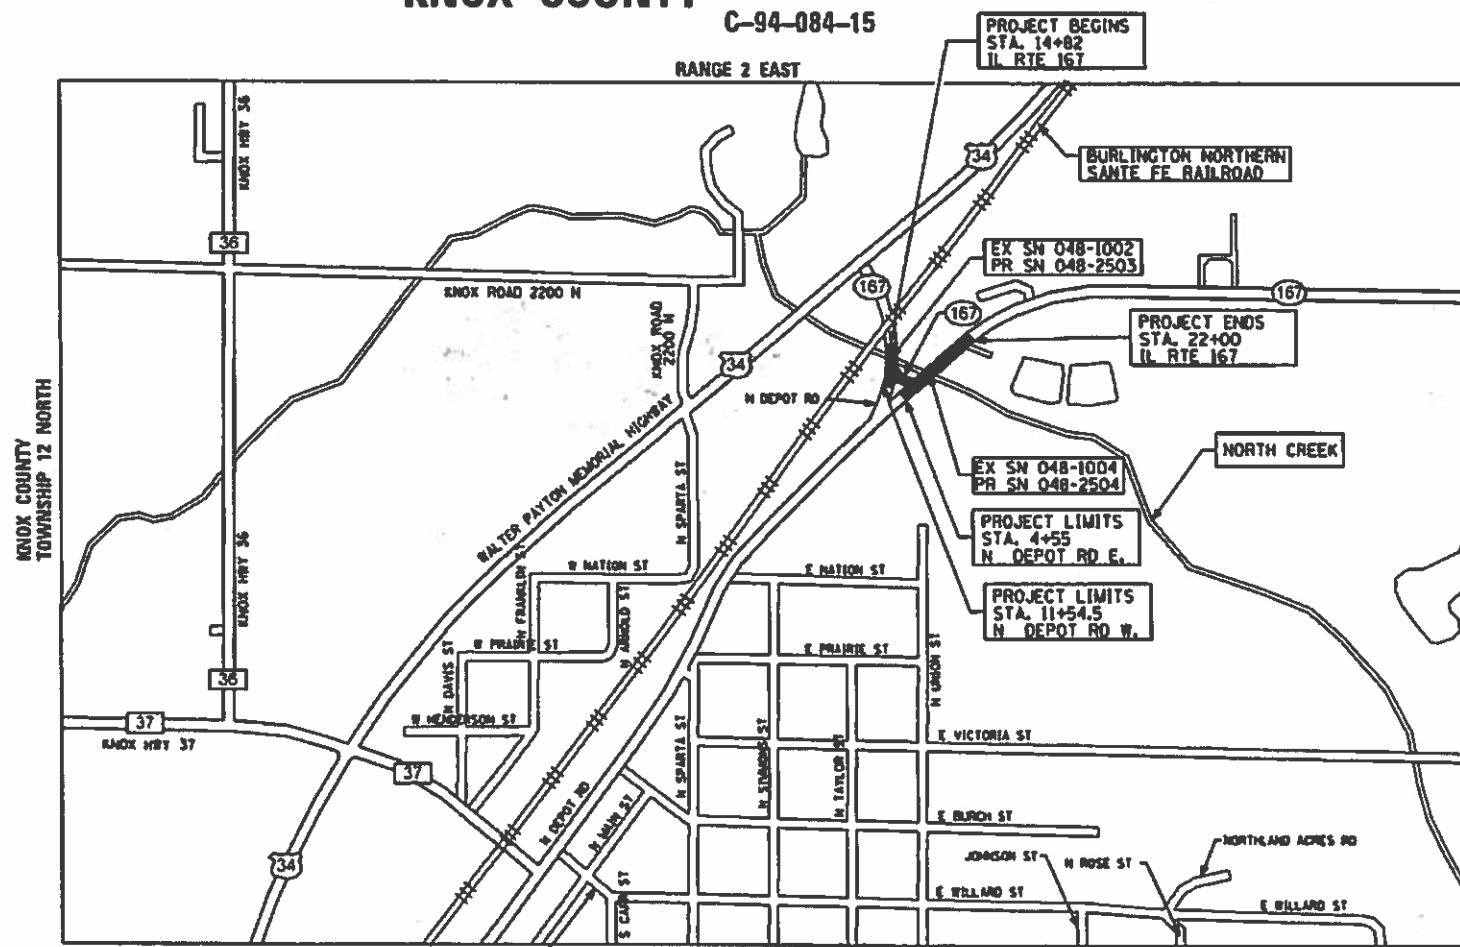 KNOX COUNTY
C-94-084-15
RANGE 2 EAST
PROJECT BEGINS
STA. 14+82
IL RTE 167
BURLINGTON NORTHERN
SANTE FE RAILROAD
EX SN 048-1002
PR SN 048-2503
PROJECT ENDS
STA. 22+00
IL RTE 167
NORTH CREEK
EX SN 048-1004
PR SN 048-2504
PROJECT LIMITS
STA. 4+55
N DEPOT RD E.
PROJECT LIMITS
STA. 11+54.5
N DEPOT RD W.
KNOX COUNTY
TOWNSHIP 12 NORTH
KNOX HWY 36
36
KNOX HWY 36
36
37
KNOX HWY 37
37
34
34
34
167
167
167
KNOX ROAD 2200 N
KNOX ROAD
2200 N
WALTER PAYTON MEMORIAL HIGHWAY
N DEPOT RD
N SPARTA ST
W NATION ST
E NATION ST
N FRANKLIN ST
N ARNOLD ST
W PRAIRIE ST
E PRAIRIE ST
N DAVIS ST
W HENDERSON ST
N UNION ST
N SPARTA ST
N SIMMONS ST
N TAYLOR ST
E VICTORIA ST
N DEPOT RD
N MAIN ST
E BURCH ST
NORTHLAND ACRES RD
JOHNSON ST
N ROSE ST
S CARR ST
E WILLARD ST
E WILLARD ST